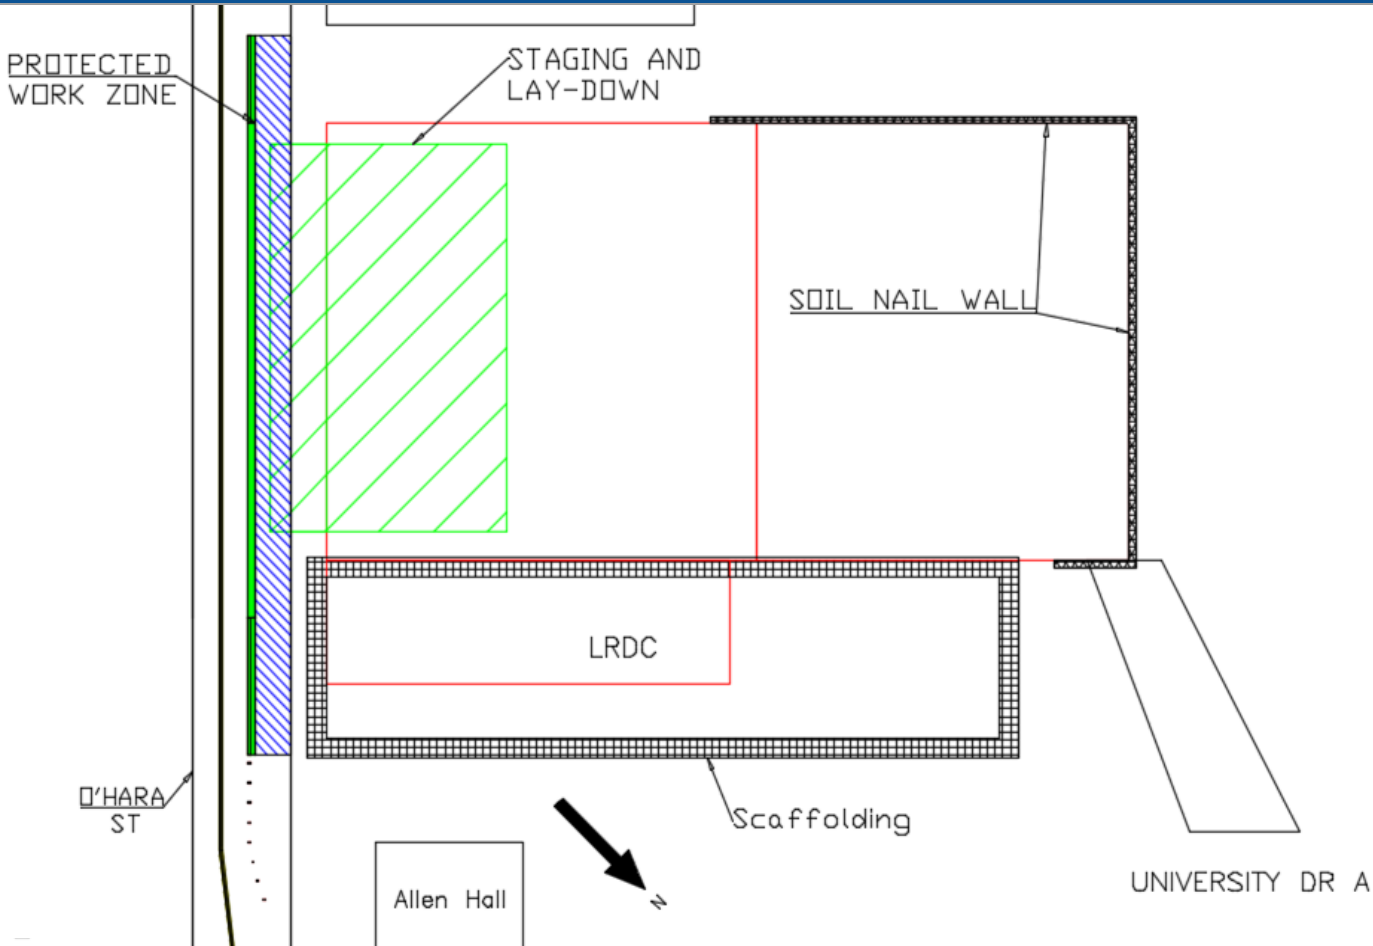 PROTECTED
WORK ZONE
STAGING AND
LAY-DOWN
SOIL NAIL WALL
LRDC
O'HARA
ST
Scaffolding
Allen Hall
N
UNIVERSITY DR A